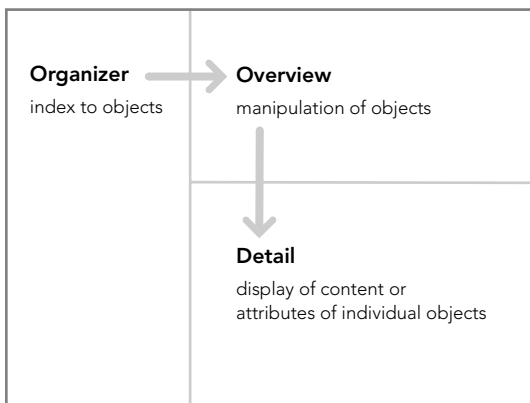 Organizer
index to objects
Overview
manipulation of objects
Detail
display of content or
attributes of individual objects